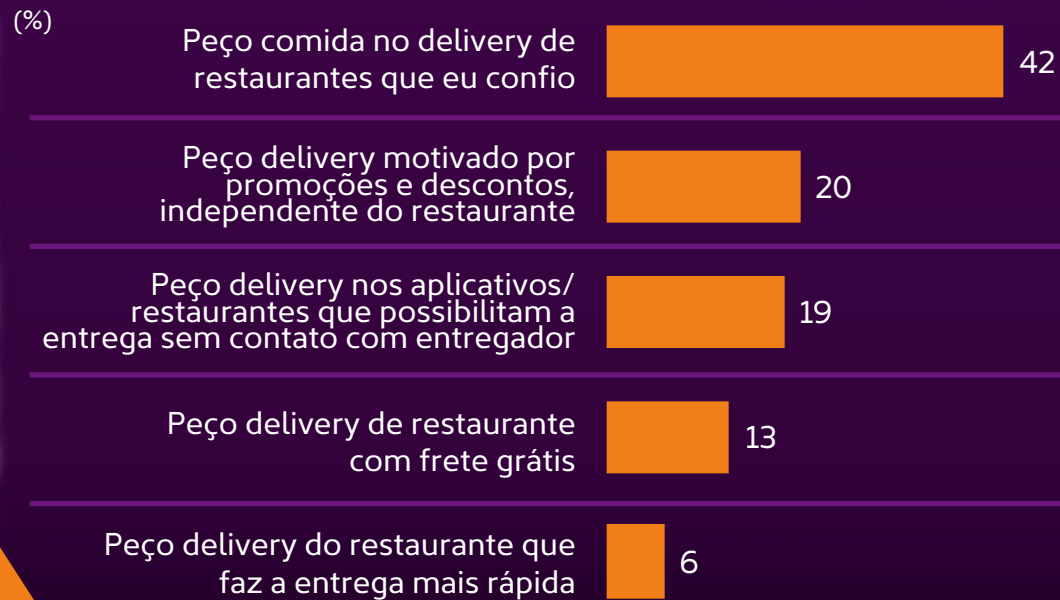 (%)
Peço comida no delivery de
restaurantes que eu confio
42
Peço delivery motivado por
promoções e descontos,
independente do restaurante
20
Peço delivery nos aplicativos/
restaurantes que possibilitam a
entrega sem contato com entregador
19
Peço delivery de restaurante
com frete grátis
13
Peço delivery do restaurante que
faz a entrega mais rápida
6